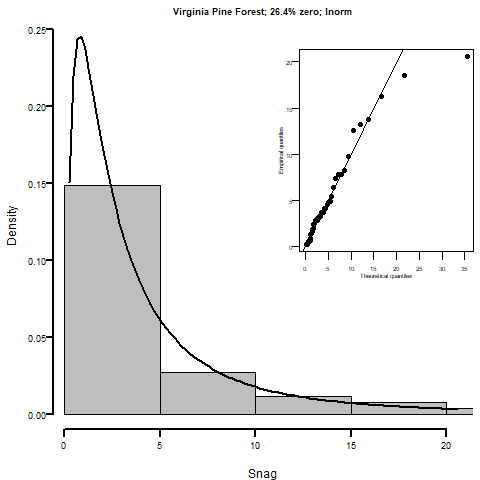 Virginia Pine Forest; 26.4% zero; lnorm
0.25
0.20
0.15
0.10
0.05
0.00
Density
0 5 10 15 20
Snag
20
15
10
5
0
Empirical quantiles
0 5 10 15 20 25 30 35
Theoretical quantiles